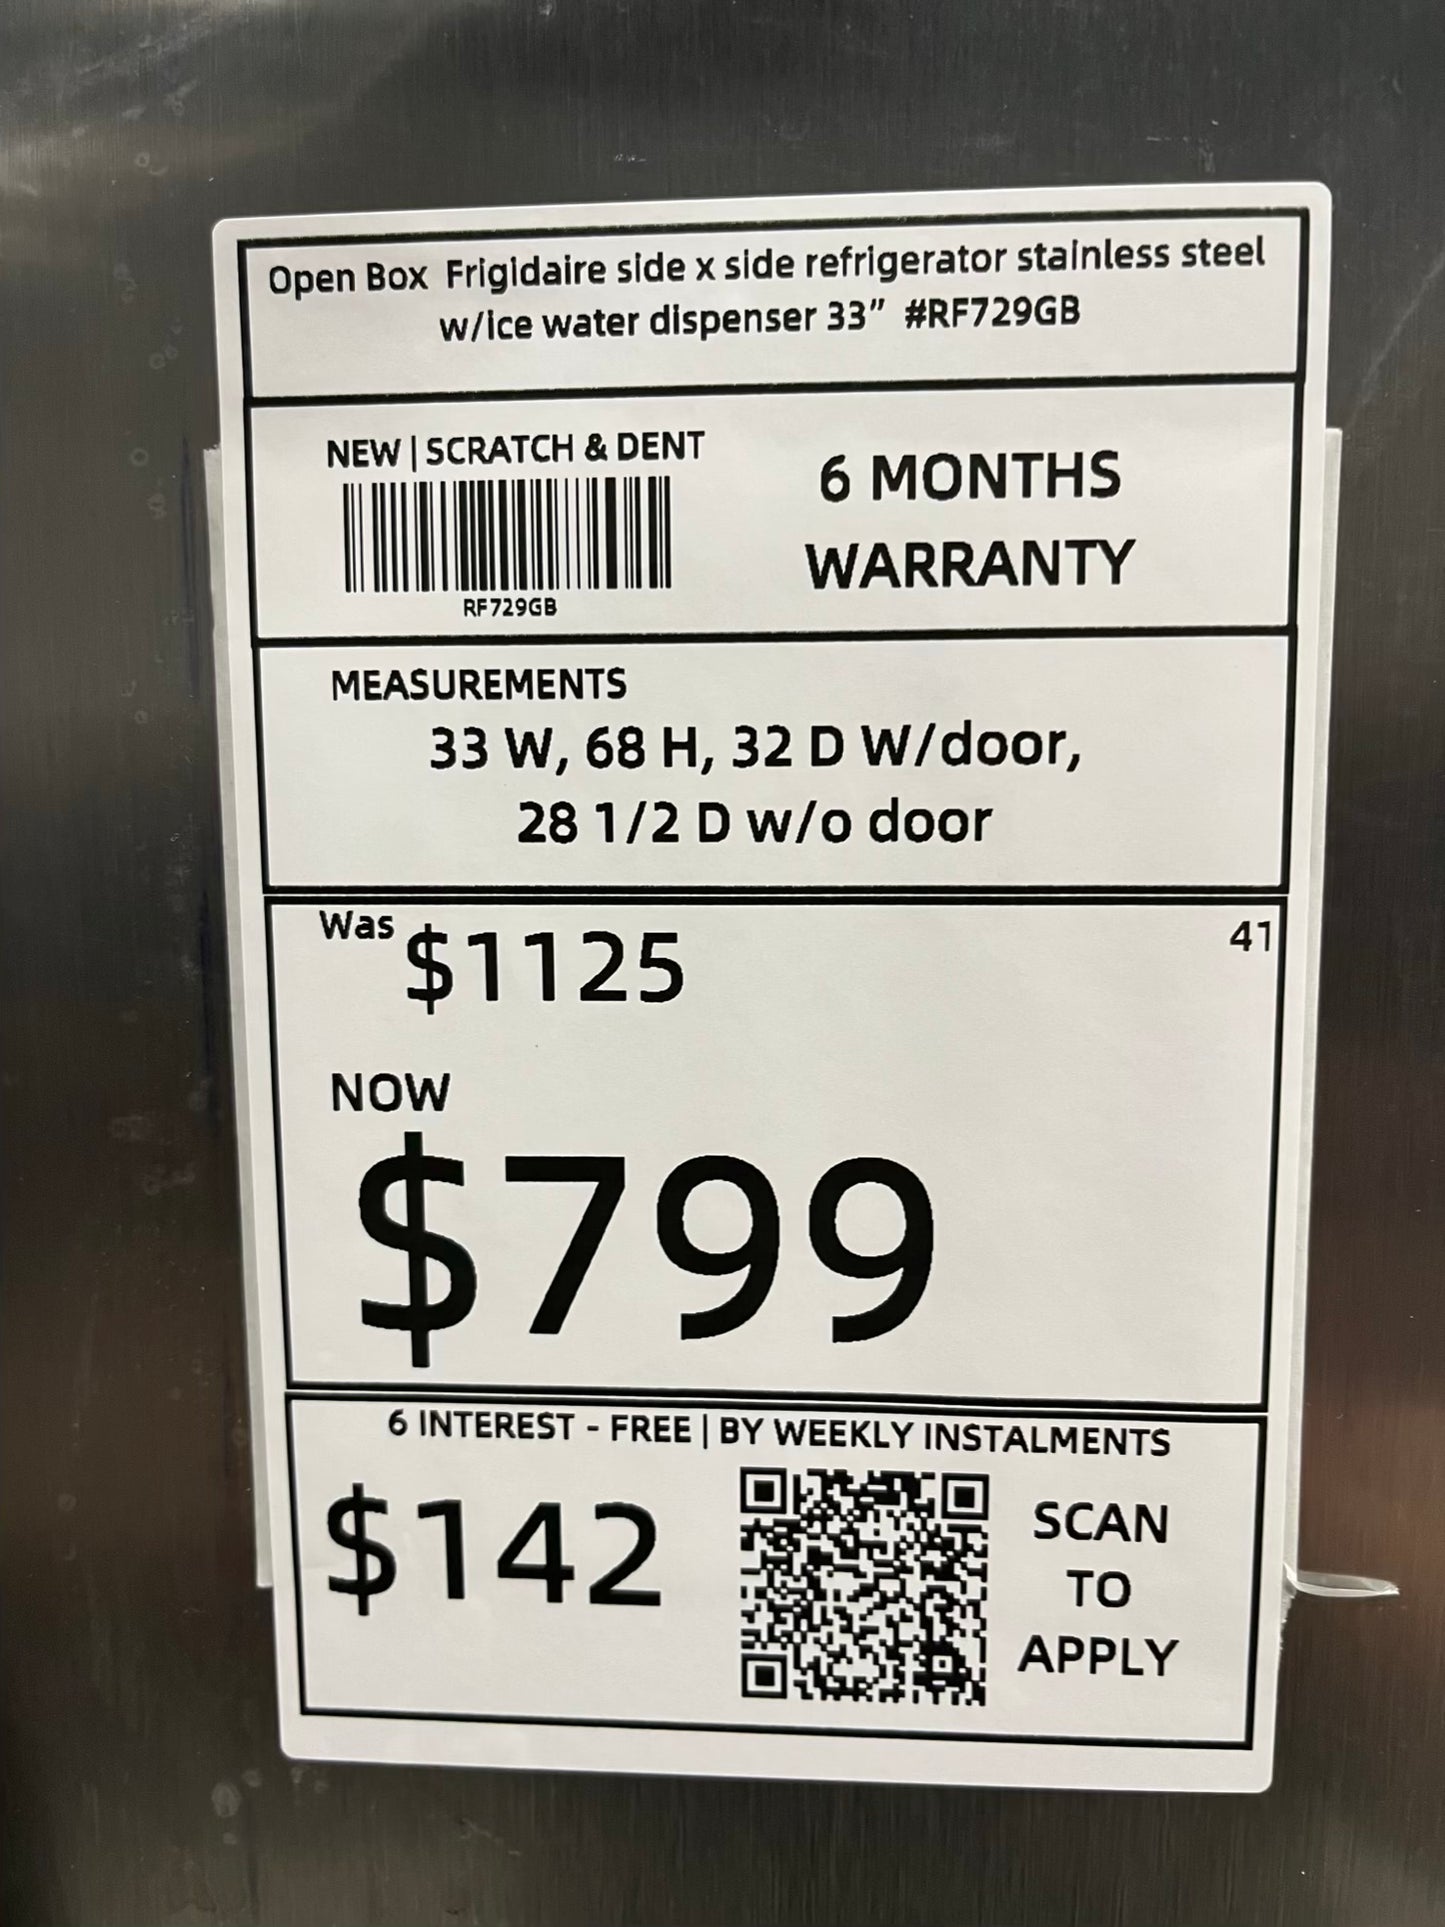 Open Box Frigidaire side x side refrigerator stainless steel
w/ice water dispenser 33” #RF729GB
NEW | SCRATCH & DENT
RF729GB
6 MONTHS
WARRANTY
MEASUREMENTS
33 W, 68 H, 32 D W/door,
28 1/2 D w/o door
Was $1125
41
NOW
$799
6 INTEREST - FREE | BY WEEKLY INSTALMENTS
$142
SCAN
TO
APPLY